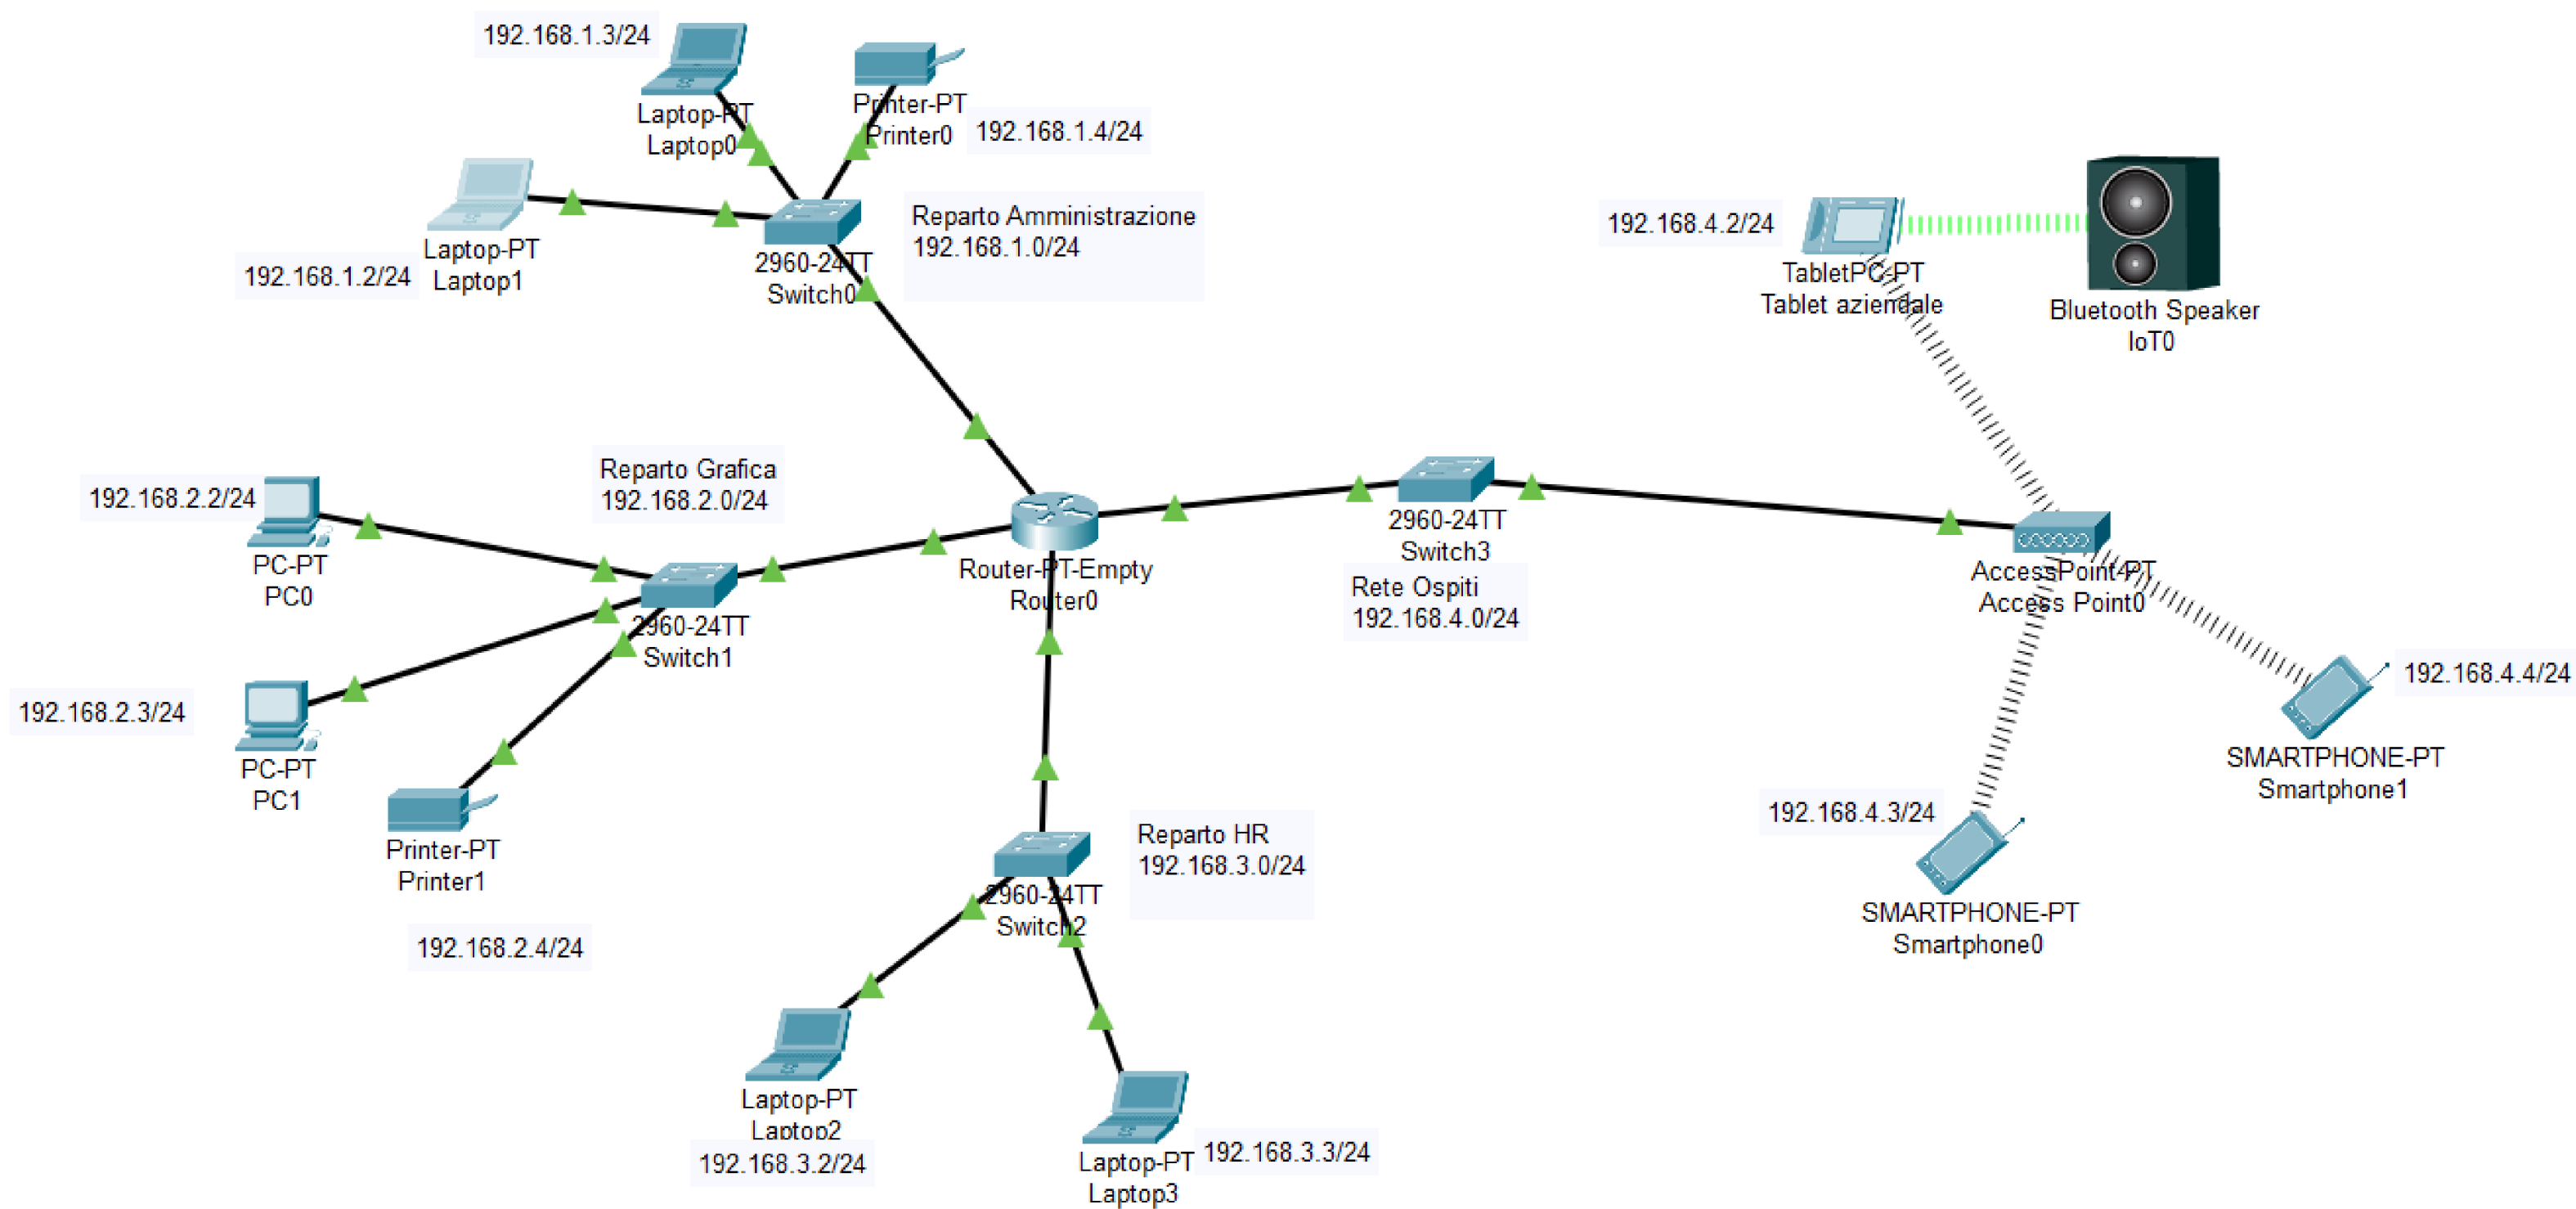 192.168.1.3/24
Laptop-PT
Laptop0
Printer-PT
Printer0
192.168.1.4/24
Laptop-PT
Laptop1
192.168.1.2/24
2960-24TT
Switch0
Reparto Amministrazione
192.168.1.0/24
192.168.4.2/24
TabletPC-PT
Tablet aziendale
Bluetooth Speaker
IoT0
192.168.2.2/24
PC-PT
PC0
Reparto Grafica
192.168.2.0/24
2960-24TT
Switch1
192.168.2.3/24
PC-PT
PC1
Printer-PT
Printer1
192.168.2.4/24
Router-PT-Empty
Router0
2960-24TT
Switch3
Rete Ospiti
192.168.4.0/24
AccessPoint-PT
Access Point0
192.168.4.4/24
SMARTPHONE-PT
Smartphone1
192.168.4.3/24
SMARTPHONE-PT
Smartphone0
Reparto HR
192.168.3.0/24
2960-24TT
Switch2
Laptop-PT
Laptop2
192.168.3.2/24
Laptop-PT
Laptop3
192.168.3.3/24